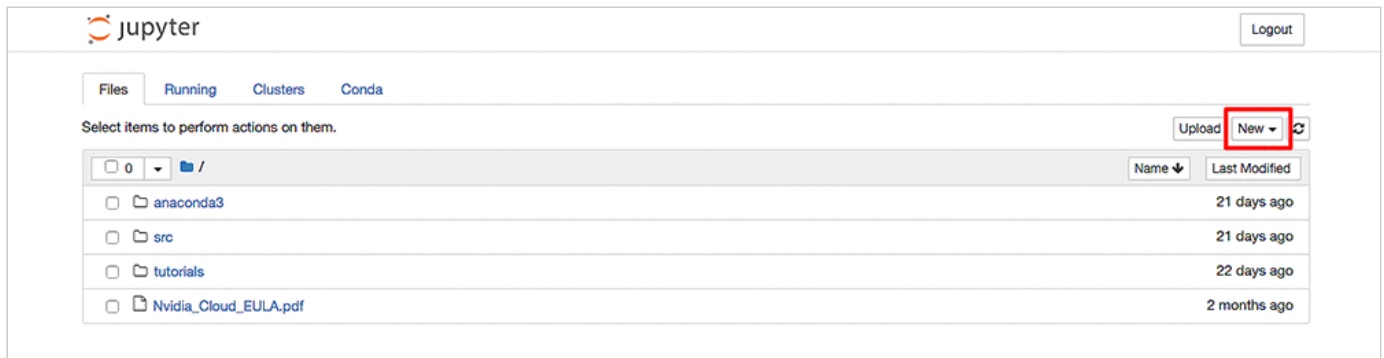 jupyter
Logout
Files Running Clusters Conda
Select items to perform actions on them.
Upload New
0 / Name Last Modified
anaconda3 21 days ago
src 21 days ago
tutorials 22 days ago
Nvidia_Cloud_EULA.pdf 2 months ago